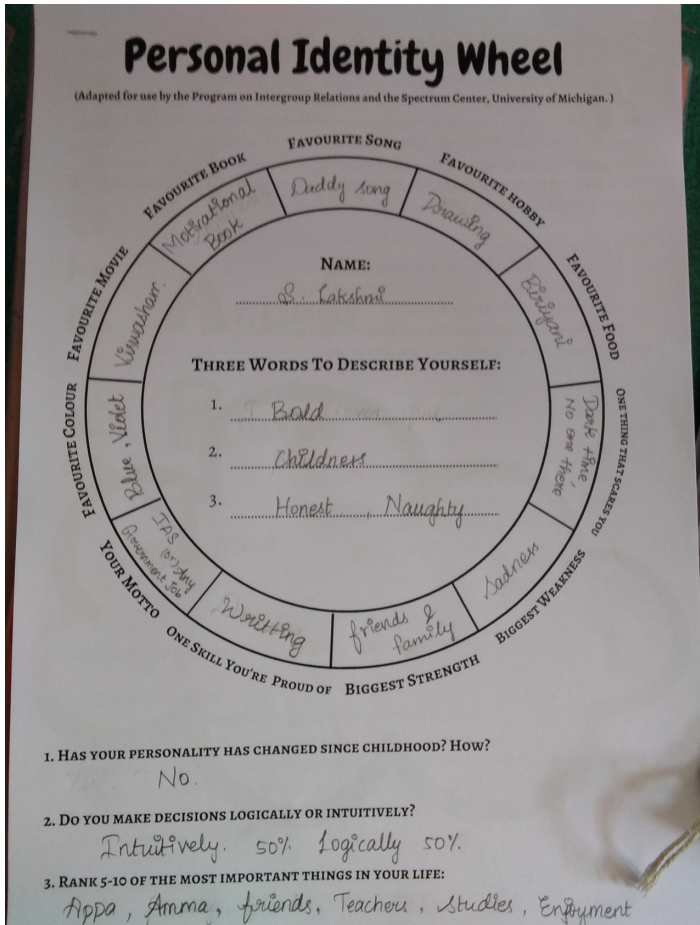 Personal Identity Wheel
(Adapted for use by the Program on Intergroup Relations and the Spectrum Center, University of Michigan. )
FAVOURITE SONG
Daddy song
FAVOURITE HOBBY
Drawing
FAVOURITE FOOD
Biriyani
ONE THING THAT SCARES YOU
Dark time,
No one there
BIGGEST WEAKNESS
Sadness
BIGGEST STRENGTH
friends &
family
ONE SKILL YOU'RE PROUD OF
Writting
YOUR MOTTO
IPS
(or) Any
Government Job
FAVOURITE COLOUR
Blue, Violet
FAVOURITE MOVIE
FAVOURITE BOOK
Motivational
Book
NAME:
S. Lakshmi
THREE WORDS TO DESCRIBE YOURSELF:
1. Bold
2. Childness
3. Honest, Naughty
1. HAS YOUR PERSONALITY HAS CHANGED SINCE CHILDHOOD? HOW?
No.
2. DO YOU MAKE DECISIONS LOGICALLY OR INTUITIVELY?
Intuitively. 50% Logically 50%.
3. RANK 5-10 OF THE MOST IMPORTANT THINGS IN YOUR LIFE:
Appa, Amma, friends, Teachers, Studies, Enjoyment